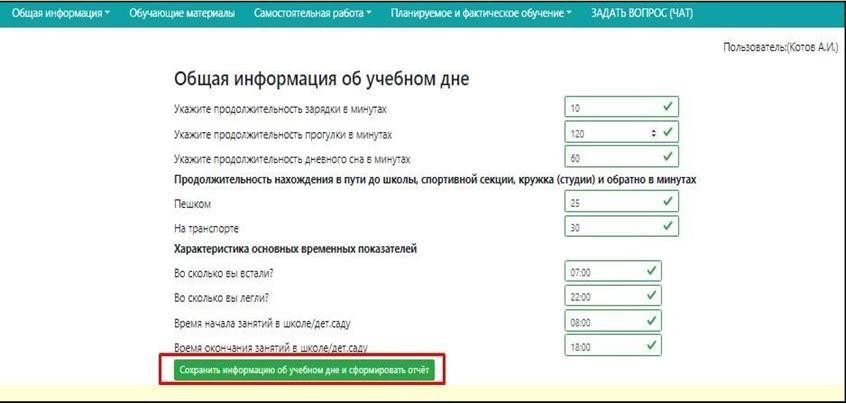 Общая информация Обучающие материалы Самостоятельная работа Планируемое и фактическое обучение ЗАДАТЬ ВОПРОС (ЧАТ)
Пользователь:(Котов А.И.)
Общая информация об учебном дне
Укажите продолжительность зарядки в минутах 10
Укажите продолжительность прогулки в минутах 120
Укажите продолжительность дневного сна в минутах 60
Продолжительность нахождения в пути до школы, спортивной секции, кружка (студии) и обратно в минутах
Пешком 25
На транспорте 30
Характеристика основных временных показателей
Во сколько вы встали? 07:00
Во сколько вы легли? 22:00
Время начала занятий в школе/дет.саду 08:00
Время окончания занятий в школе/дет.саду 18:00
Сохранить информацию об учебном дне и сформировать отчёт